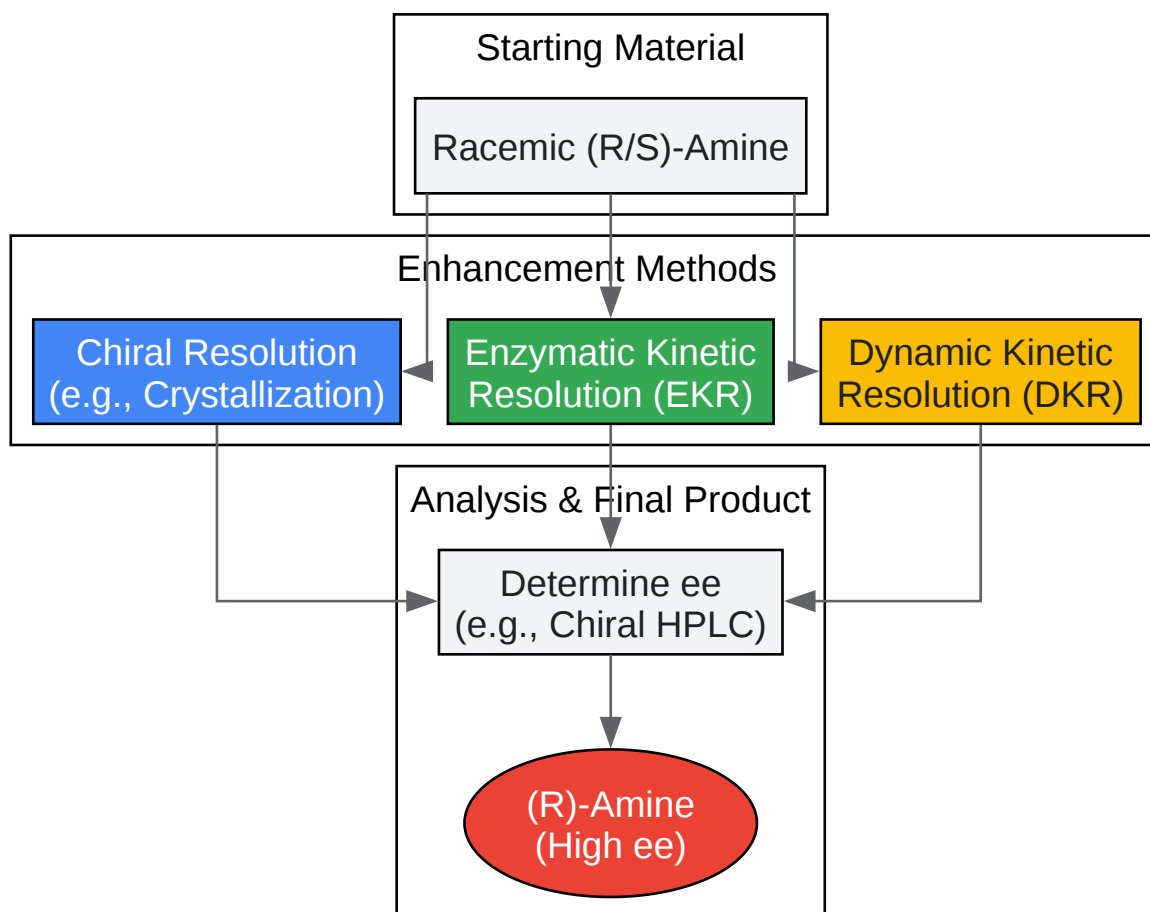 Starting Material
Racemic (R/S)-Amine
Enhancement Methods
Chiral Resolution
(e.g., Crystallization)
Enzymatic Kinetic
Resolution (EKR)
Dynamic Kinetic
Resolution (DKR)
Analysis & Final Product
Determine ee
(e.g., Chiral HPLC)
(R)-Amine
(High ee)